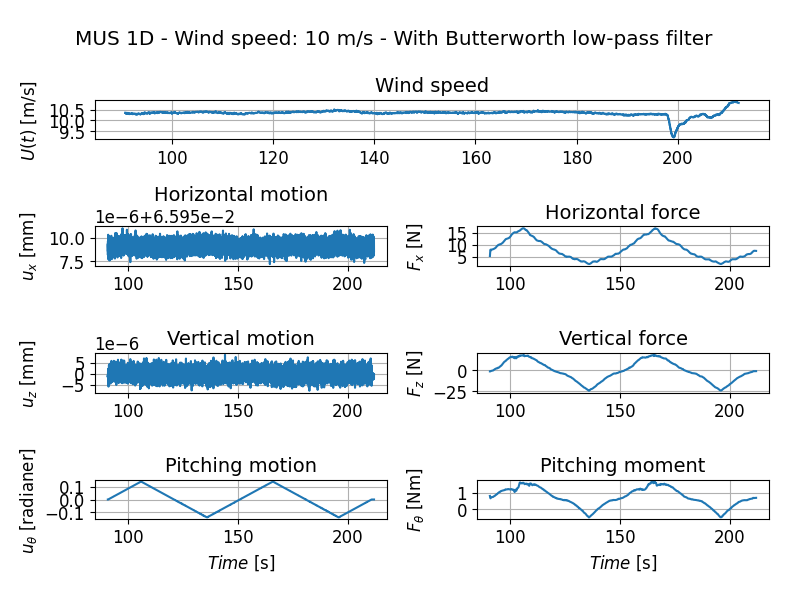 MUS 1D - Wind speed: 10 m/s - With Butterworth low-pass filter
Wind speed
U(t) [m/s]
10.5
10.0
9.5
100 120 140 160 180 200
Horizontal motion
1e-6+6.595e-2
u_x [mm]
10.0
7.5
100 150 200
Horizontal force
F_x [N]
15
10
5
100 150 200
Vertical motion
1e-6
u_z [mm]
5
0
−5
100 150 200
Vertical force
F_z [N]
0
−25
100 150 200
Pitching motion
u_θ [radianer]
0.1
0.0
−0.1
100 150 200
Time [s]
Pitching moment
F_θ [Nm]
1
0
100 150 200
Time [s]